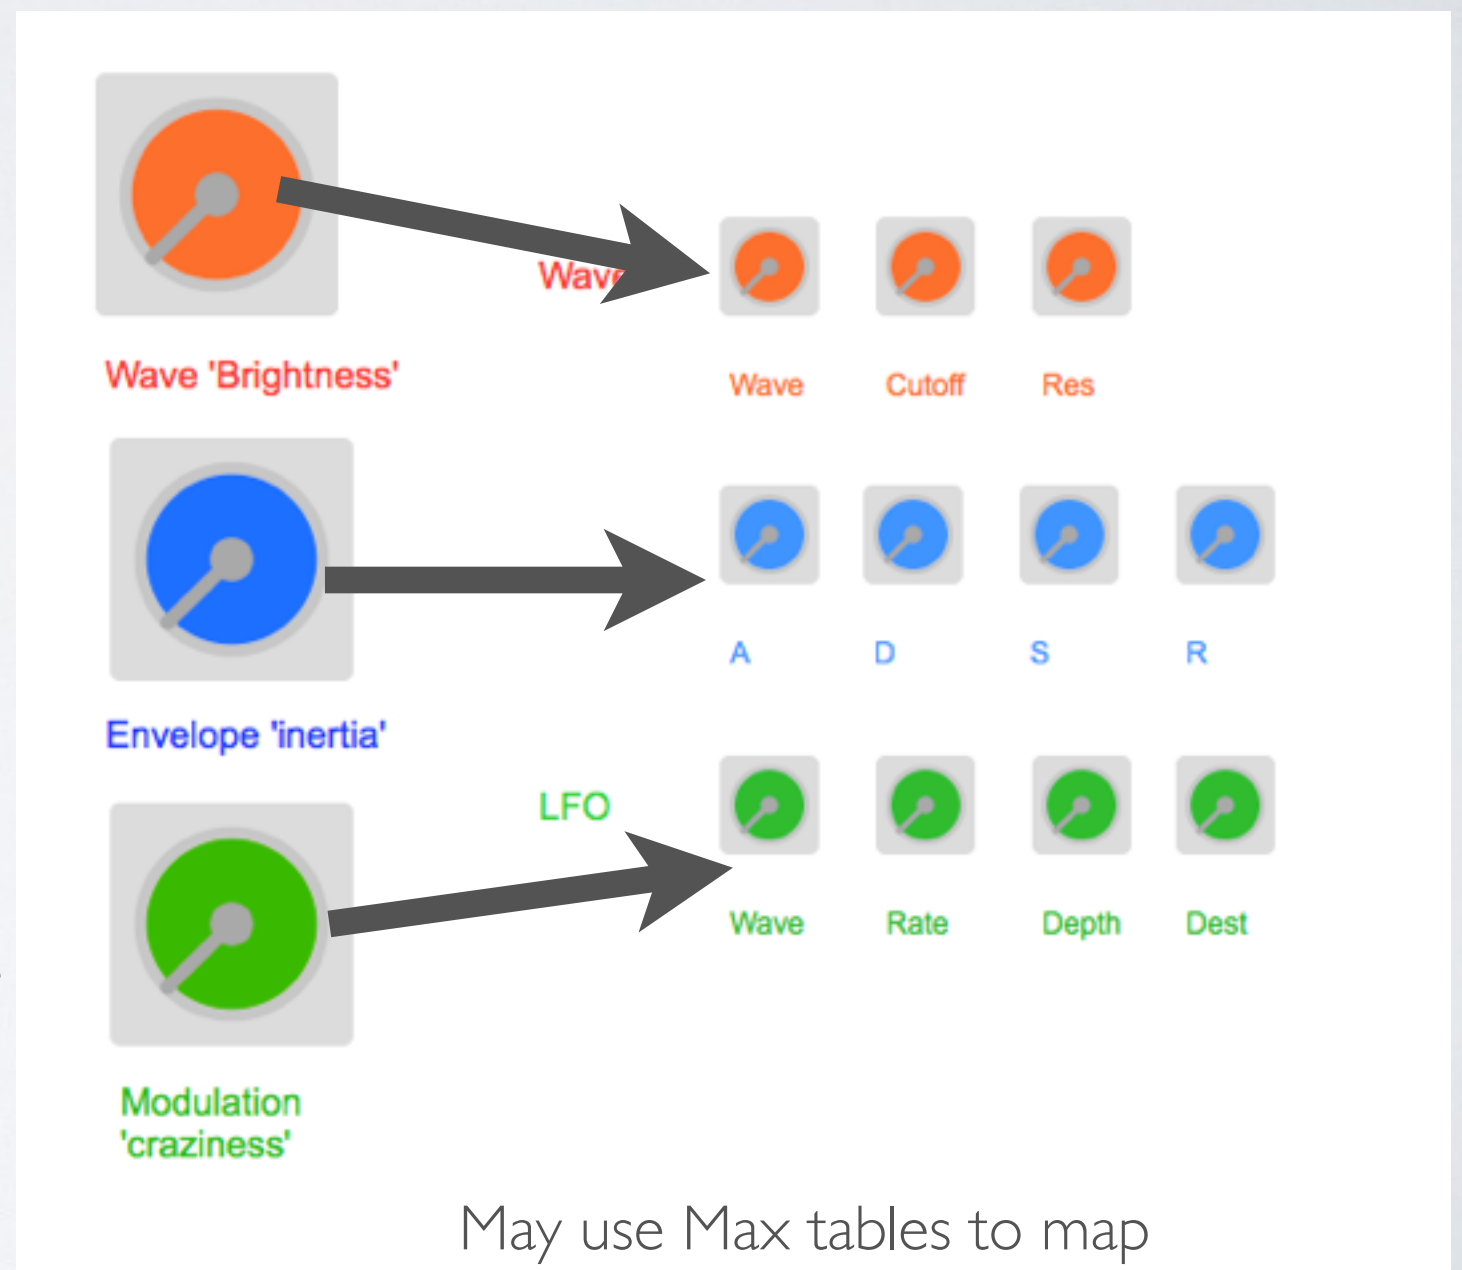 Wave
Wave 'Brightness'
Wave Cutoff Res
A D S R
Envelope 'inertia'
LFO
Wave Rate Depth Dest
Modulation
'craziness'
May use Max tables to map